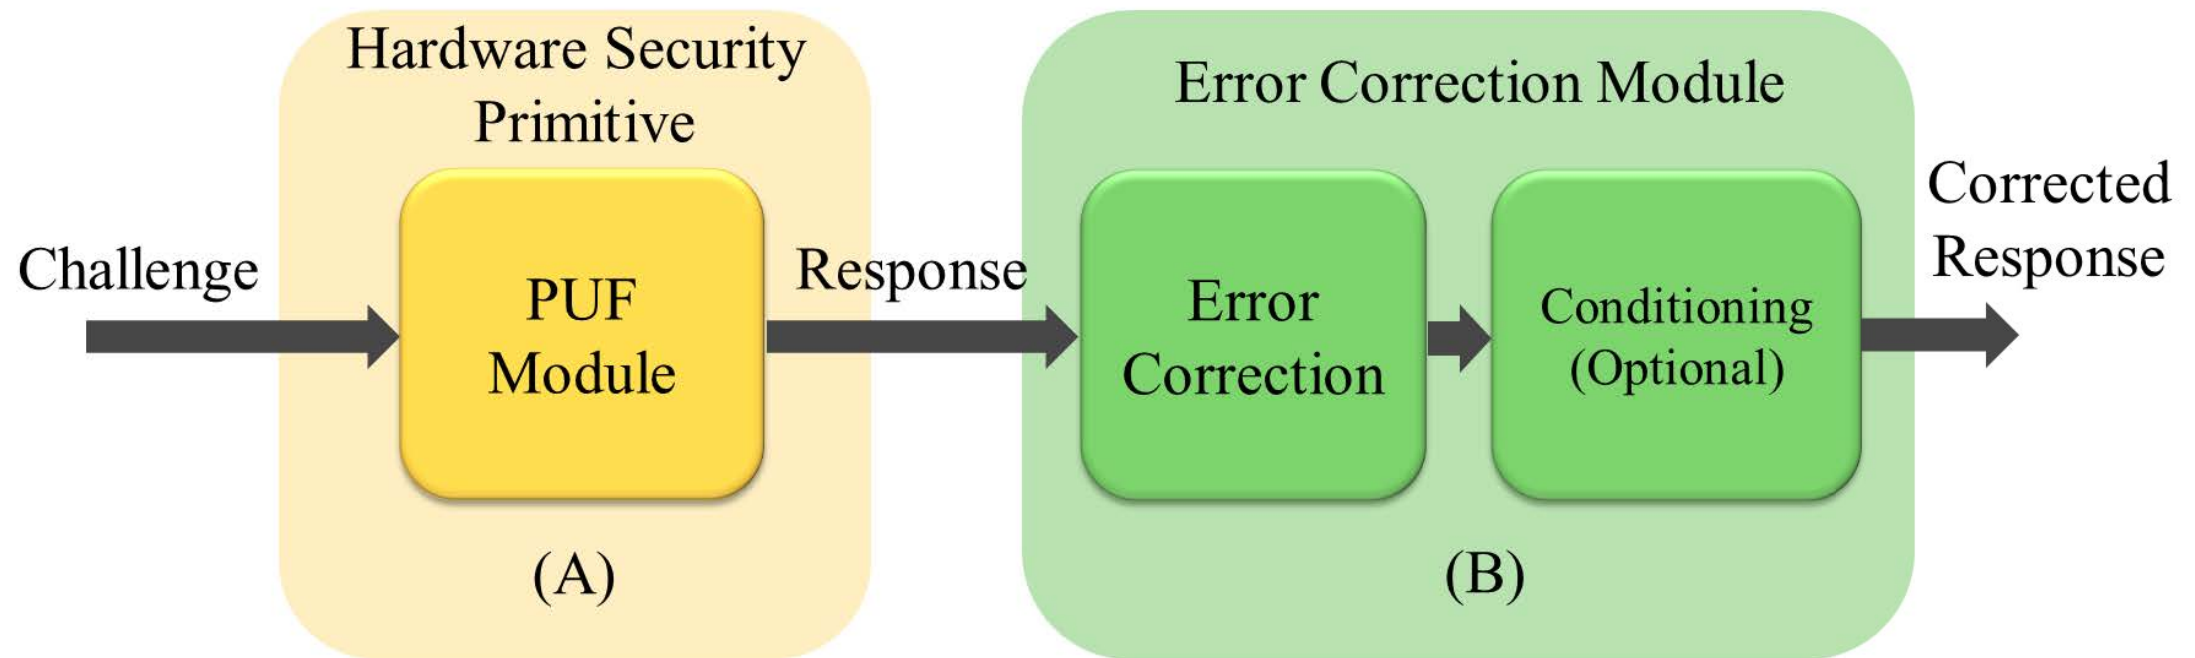 Hardware Security
Primitive
Error Correction Module
Challenge
PUF
Module
Response
Error
Correction
Conditioning
(Optional)
Corrected
Response
(A)
(B)